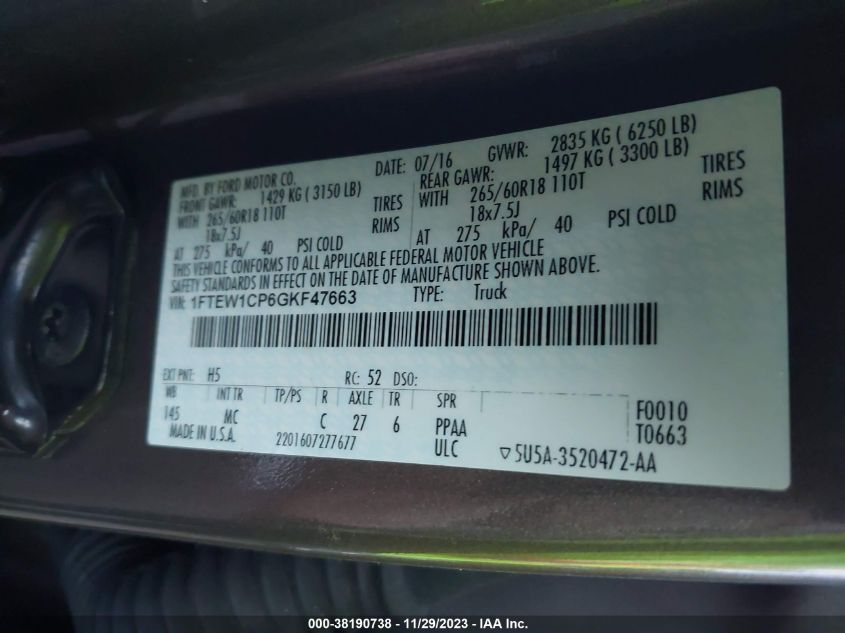 MFD. BY FORD MOTOR CO. DATE: 07/16 GVWR: 2835 KG ( 6250 LB)
FRONT GAWR: 1429 KG ( 3150 LB) REAR GAWR: 1497 KG ( 3300 LB)
WITH 265/60R18 110T TIRES WITH 265/60R18 110T TIRES
18x7.5J RIMS 18x7.5J RIMS
AT 275 kPa/ 40 PSI COLD AT 275 kPa/ 40 PSI COLD
THIS VEHICLE CONFORMS TO ALL APPLICABLE FEDERAL MOTOR VEHICLE
SAFETY STANDARDS IN EFFECT ON THE DATE OF MANUFACTURE SHOWN ABOVE.
VIN: 1FTEW1CP6GKF47663 TYPE: Truck
EXT PNT: H5 RC: 52 DSO:
WB INT TR TP/PS R AXLE TR SPR
145 MC C 27 6 PPAA F0010
MADE IN U.S.A. 2201607277677 ULC T0663
5U5A-3520472-AA
000-38190738 - 11/29/2023 - IAA Inc.